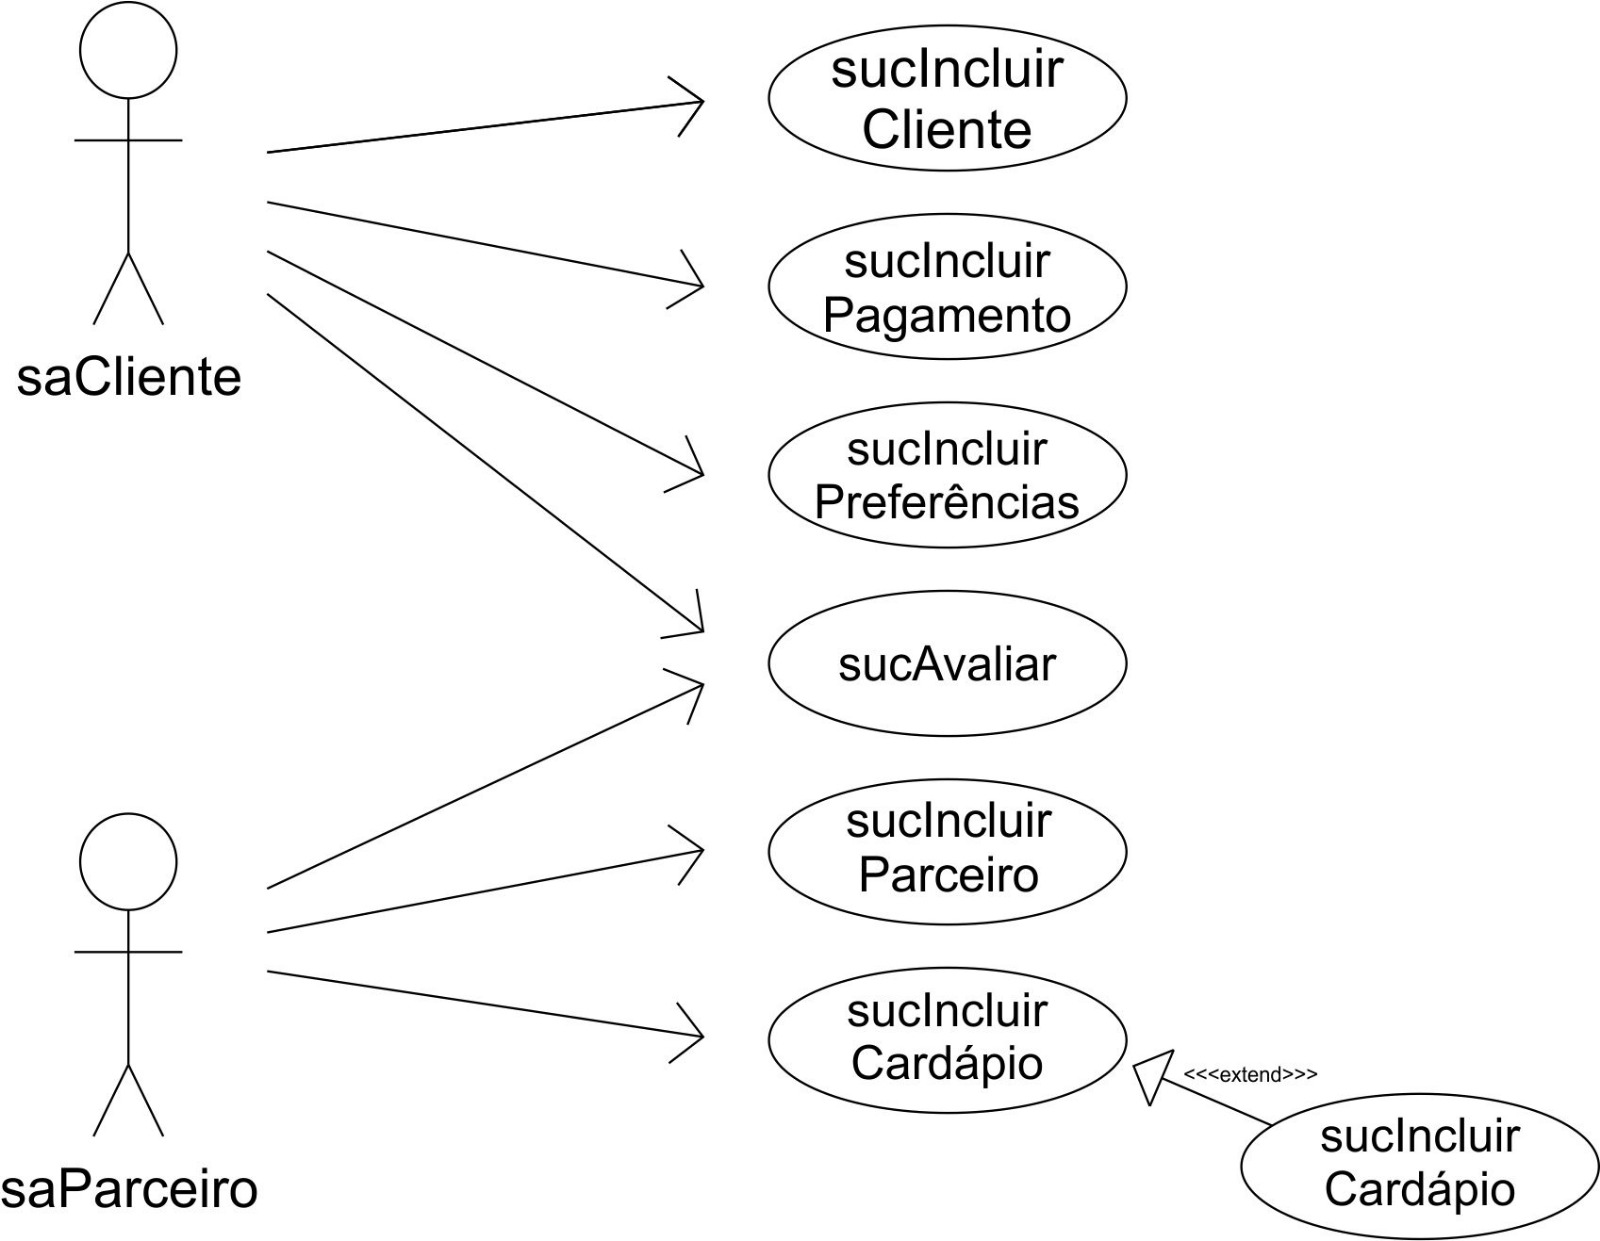 sucIncluir
Cliente
sucIncluir
Pagamento
saCliente
sucIncluir
Preferências
sucAvaliar
sucIncluir
Parceiro
sucIncluir
Cardápio
<<<extend>>>
sucIncluir
Cardápio
saParceiro